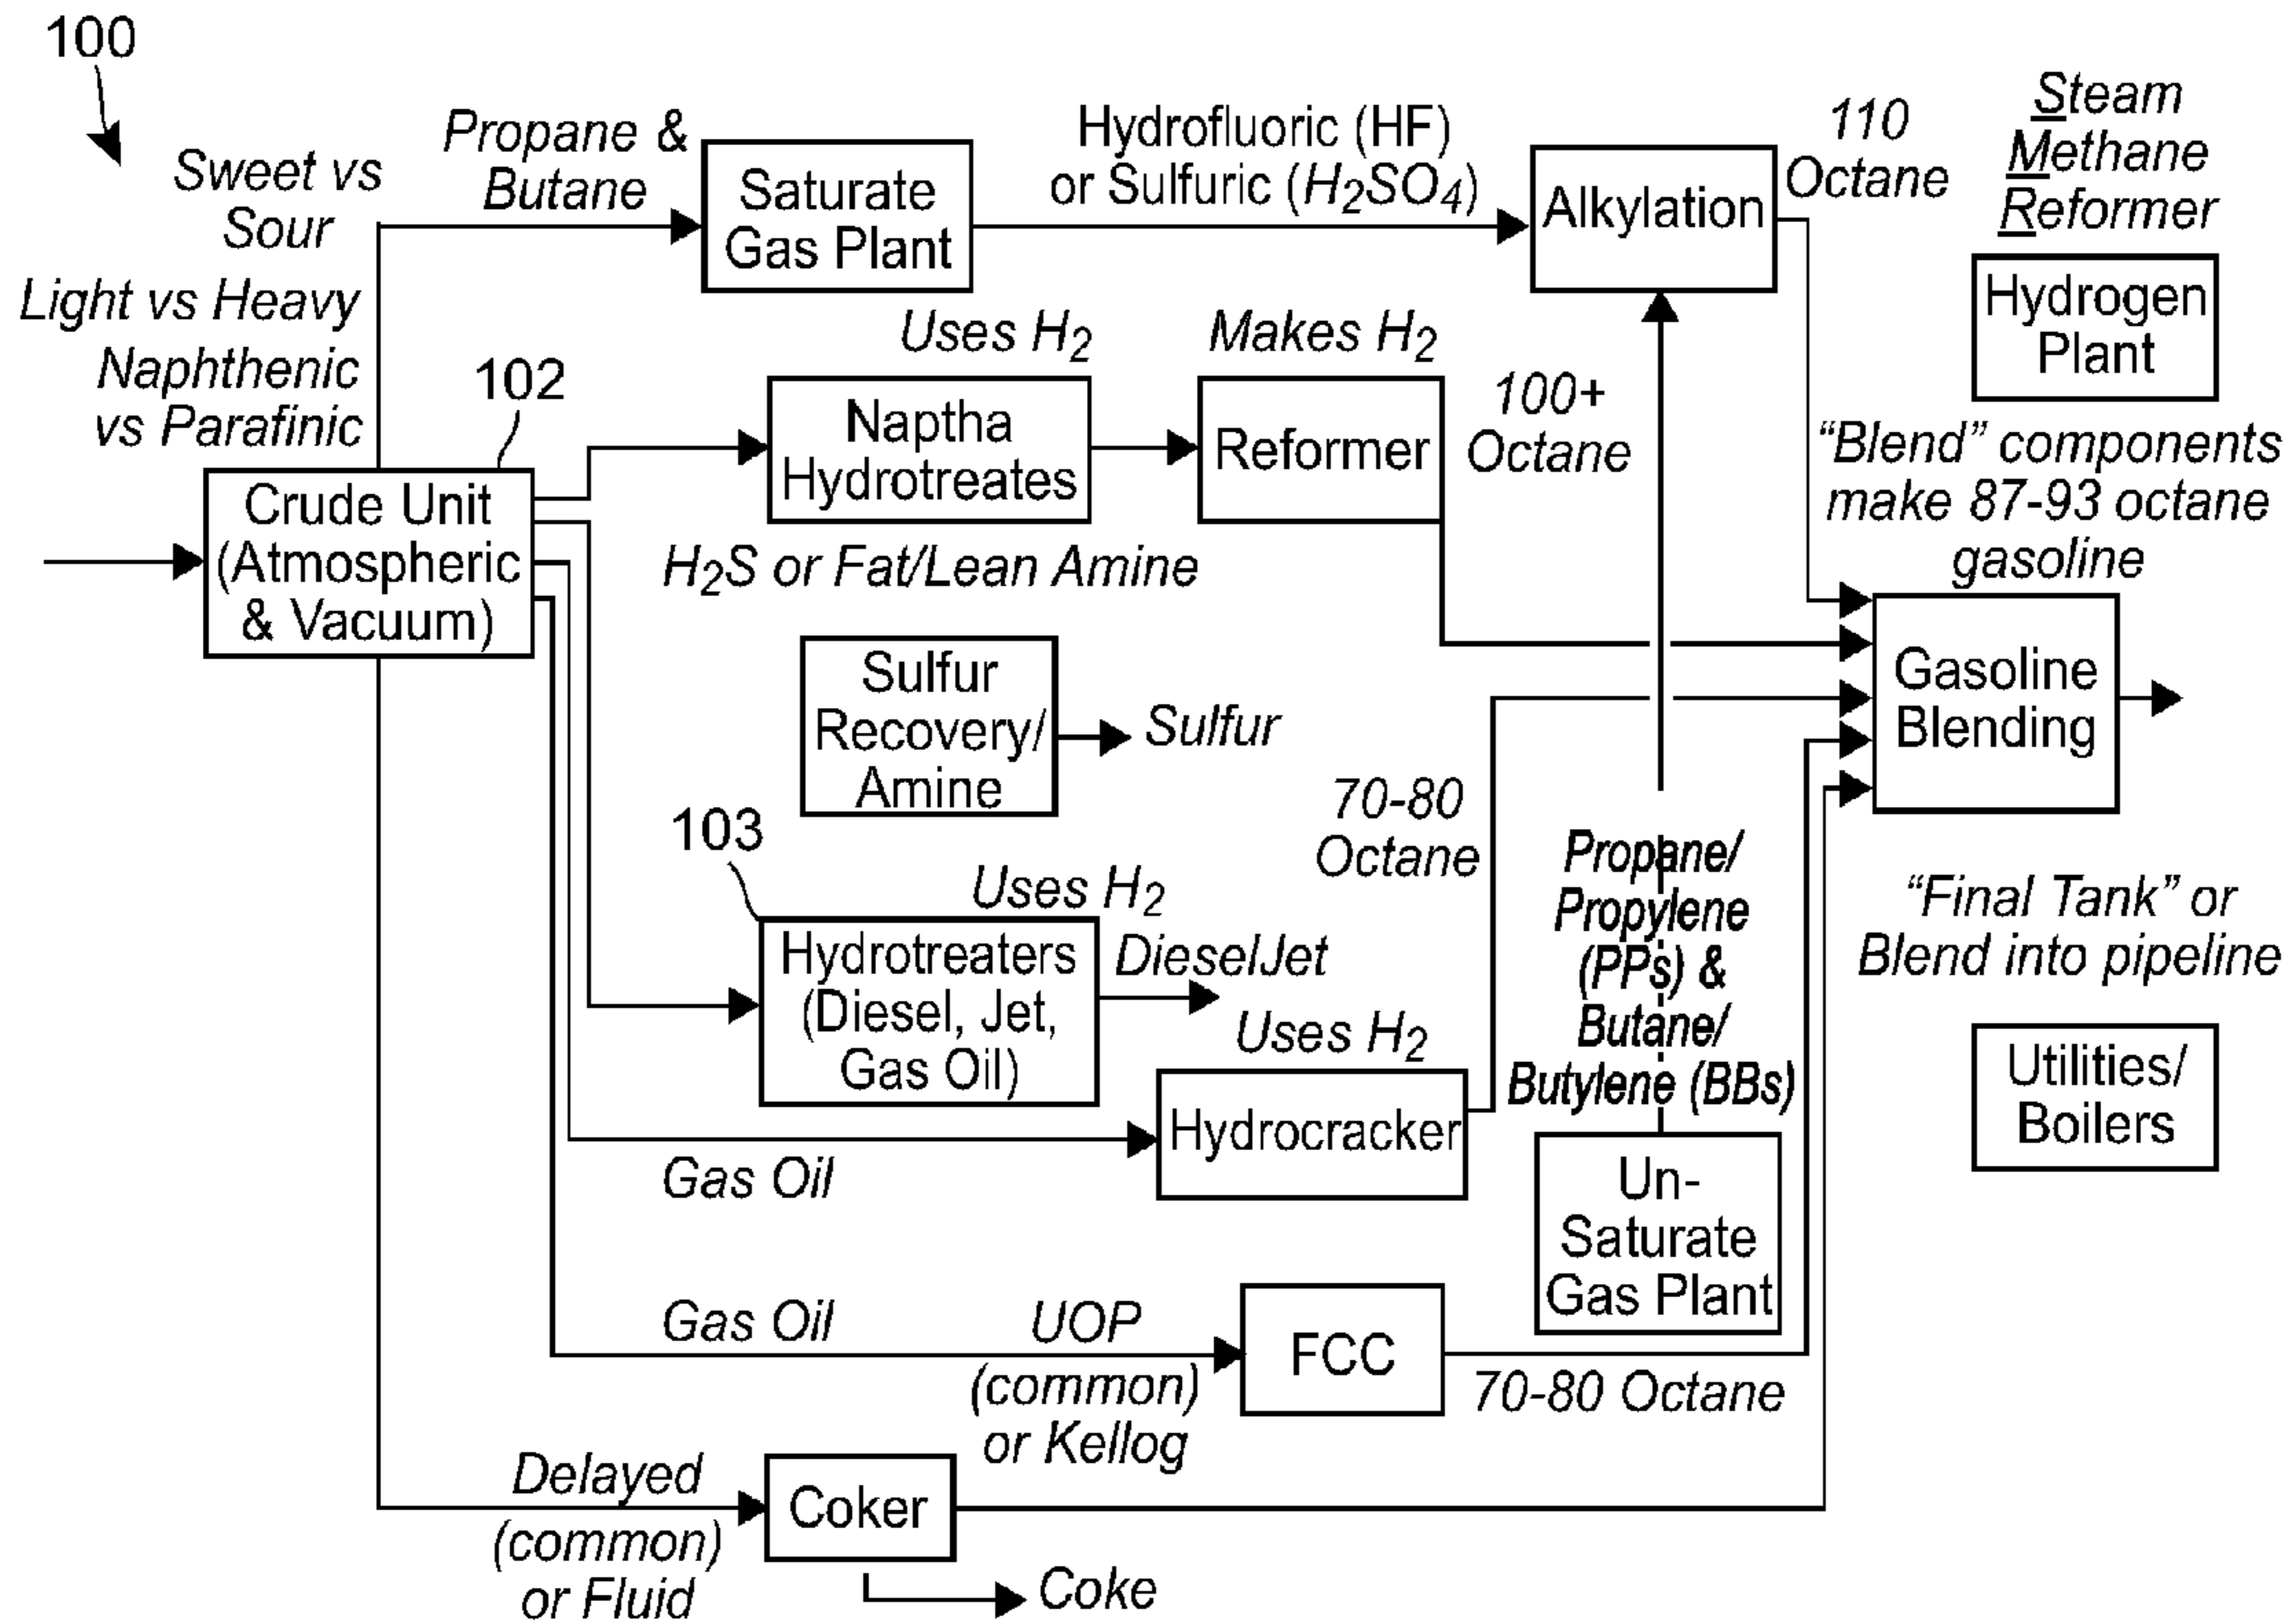 100
Sweet vs
Sour
Light vs Heavy
Naphthenic
vs Parafinic
102
Crude Unit
(Atmospheric
& Vacuum)
Propane &
Butane
Saturate
Gas Plant
Hydrofluoric (HF)
or Sulfuric (H₂SO₄)
Alkylation
110
Octane
Steam
Methane
Reformer
Hydrogen
Plant
Uses H₂
Naptha
Hydrotreates
Makes H₂
Reformer
100+
Octane
"Blend" components
make 87-93 octane
gasoline
H₂S or Fat/Lean Amine
Sulfur
Recovery/
Amine
Sulfur
Gasoline
Blending
103
Uses H₂
Hydrotreaters
(Diesel, Jet,
Gas Oil)
DieselJet
70-80
Octane
Propane/
Propylene
(PPs) &
Butane/
Butylene (BBs)
"Final Tank" or
Blend into pipeline
Uses H₂
Hydrocracker
Gas Oil
Un-
Saturate
Gas Plant
Utilities/
Boilers
Gas Oil
UOP
(common)
or Kellog
FCC
70-80 Octane
Delayed
(common)
or Fluid
Coker
Coke